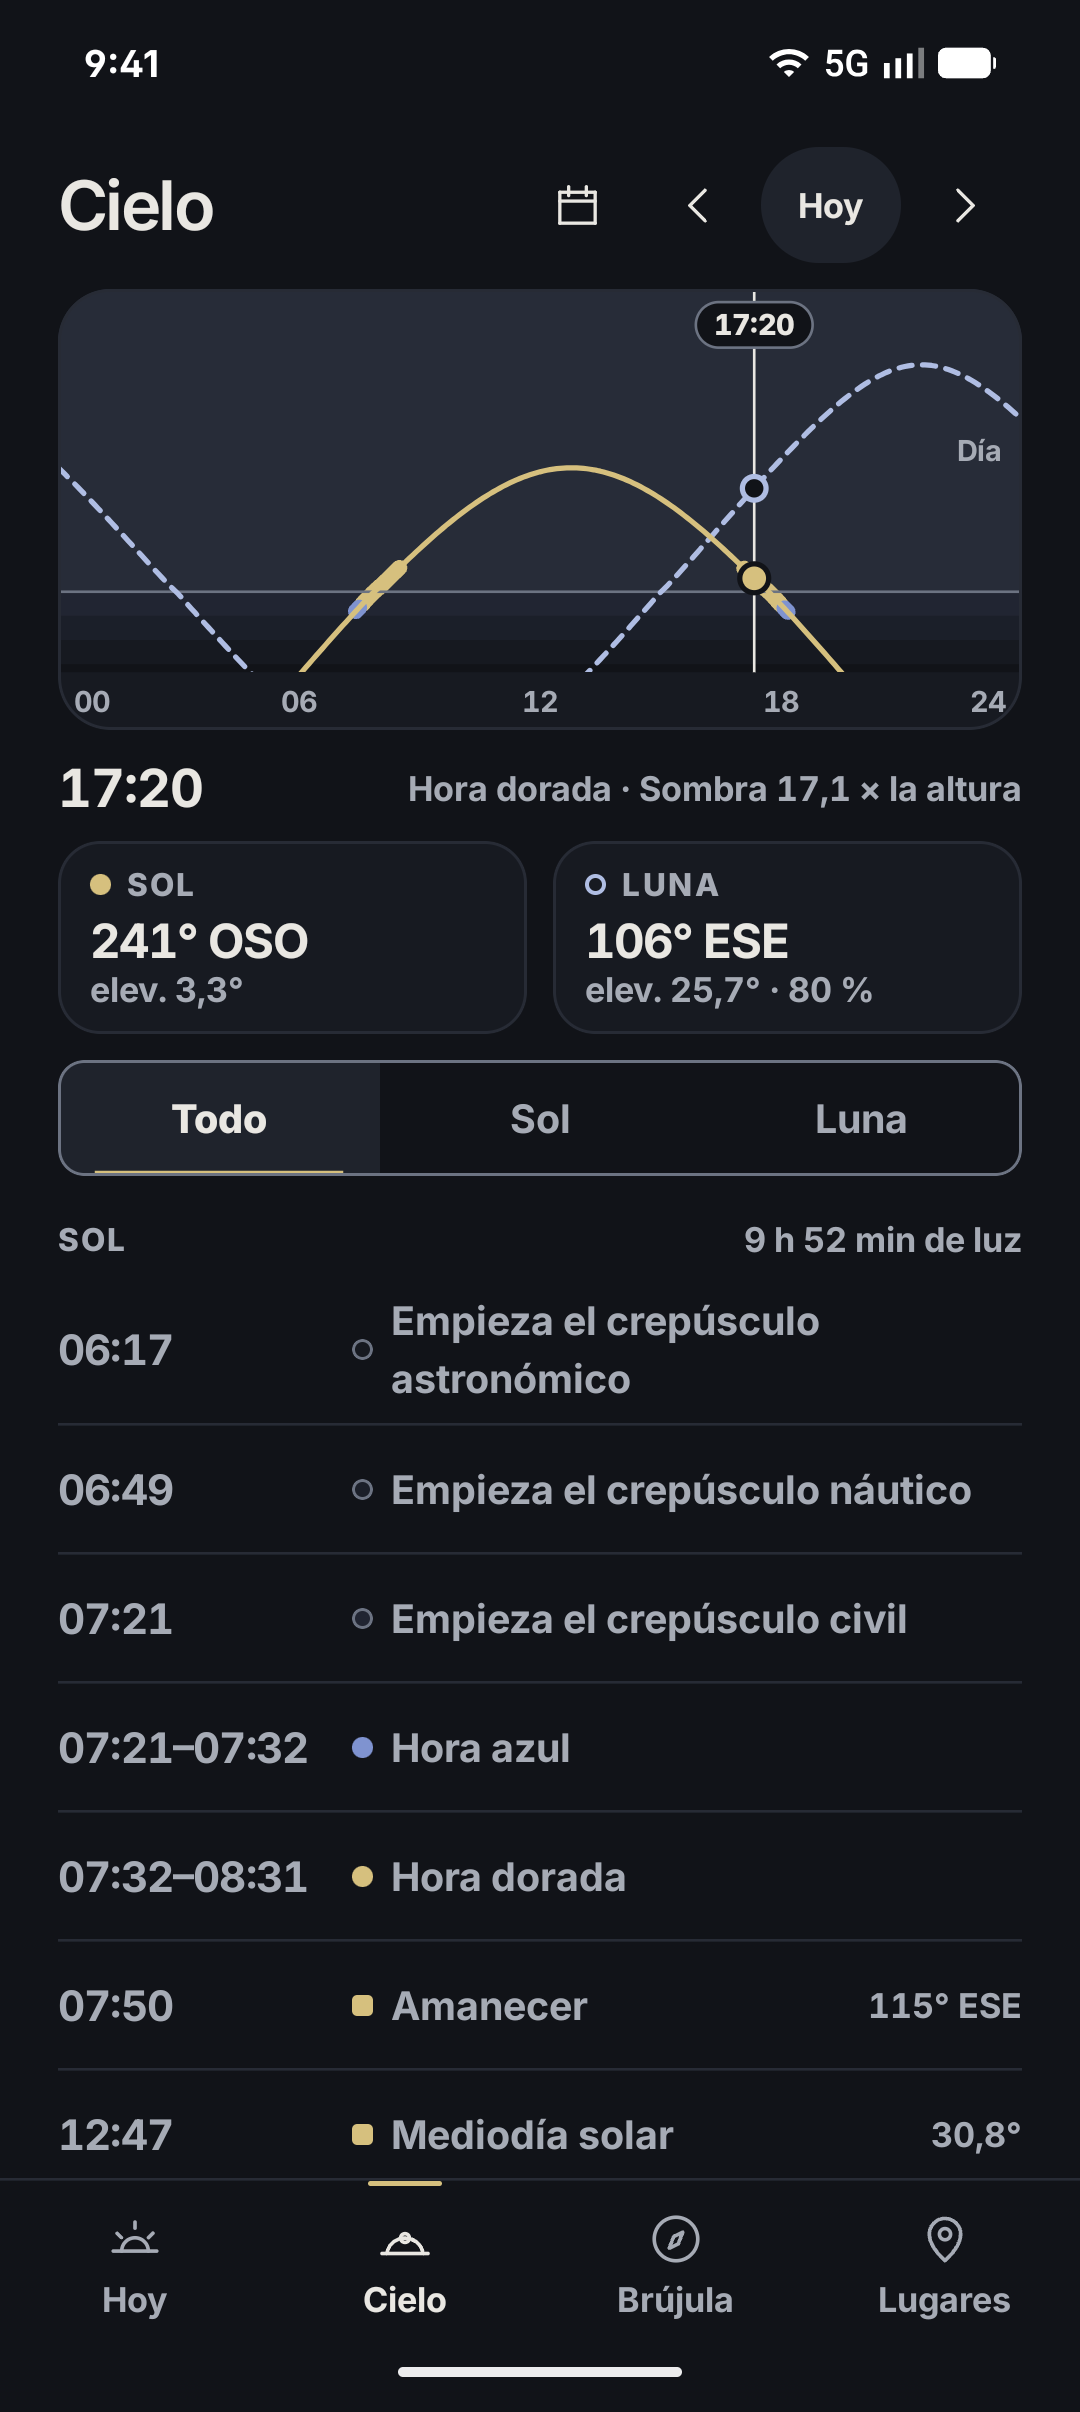 9:41
5G
Cielo
Hoy
17:20
Día
00 06 12 18 24
17:20
Hora dorada · Sombra 17,1 × la altura
SOL
241° OSO
elev. 3,3°
LUNA
106° ESE
elev. 25,7° · 80 %
Todo Sol Luna
SOL 9 h 52 min de luz
06:17 Empieza el crepúsculo
astronómico
06:49 Empieza el crepúsculo náutico
07:21 Empieza el crepúsculo civil
07:21–07:32 Hora azul
07:32–08:31 Hora dorada
07:50 Amanecer 115° ESE
12:47 Mediodía solar 30,8°
Hoy Cielo Brújula Lugares